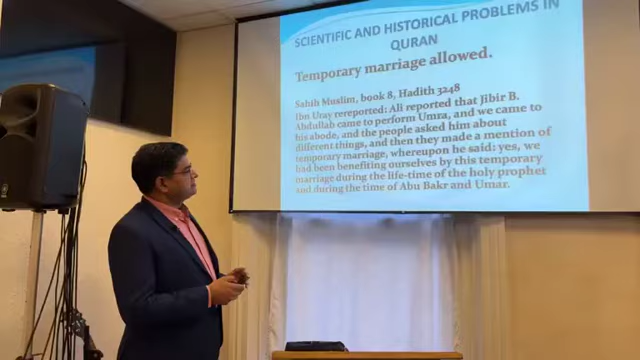 SCIENTIFIC AND HISTORICAL PROBLEMS IN
QURAN
Temporary marriage allowed.
Sahih Muslim, book 8, Hadith 3248
Ibn Uray rereported: Ali reported that Jibir B.
Abdullah came to perform Umra, and we came to
his abode, and the people asked him about
different things, and then they made a mention of
temporary marriage, whereupon he said: yes, we
had been benefiting ourselves by this temporary
marriage during the life-time of the holy prophet
and during the time of Abu Bakr and Umar.